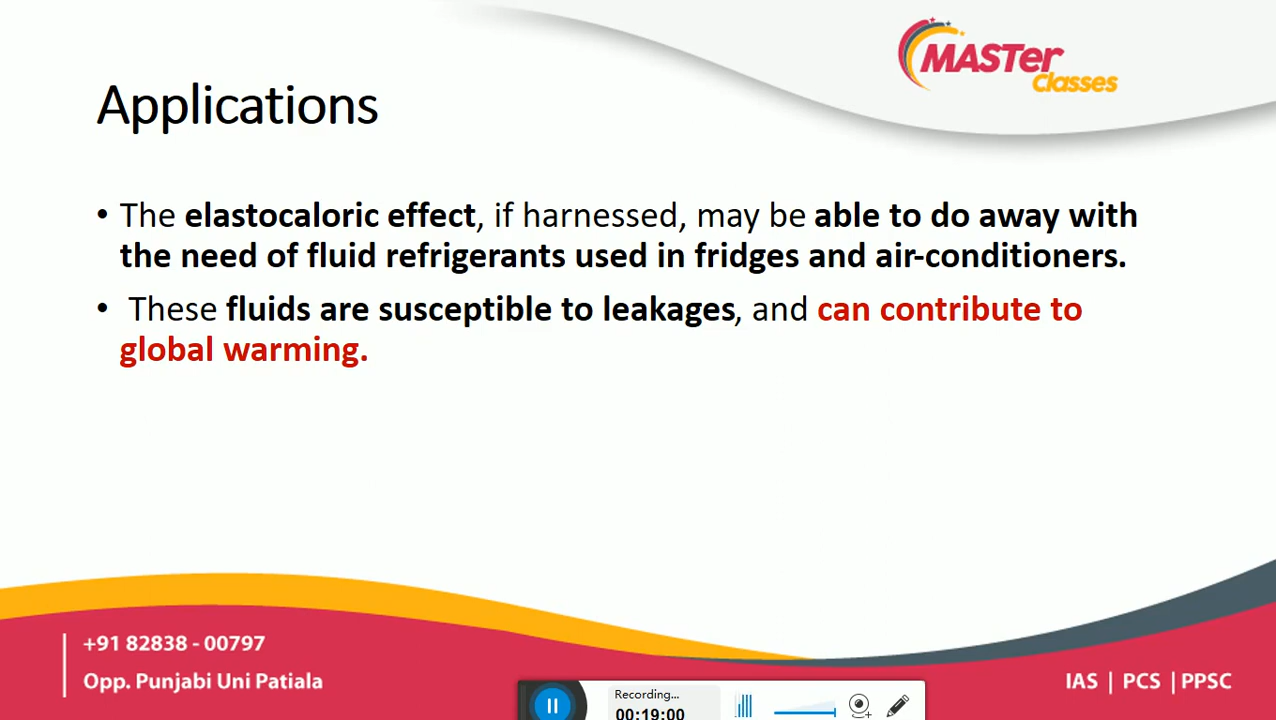 MASTer
Classes
Applications
• The elastocaloric effect, if harnessed, may be able to do away with
the need of fluid refrigerants used in fridges and air-conditioners.
• These fluids are susceptible to leakages, and can contribute to
global warming.
+91 82838 - 00797
Opp. Punjabi Uni Patiala
IAS | PCS | PPSC
Recording...
00:19:00